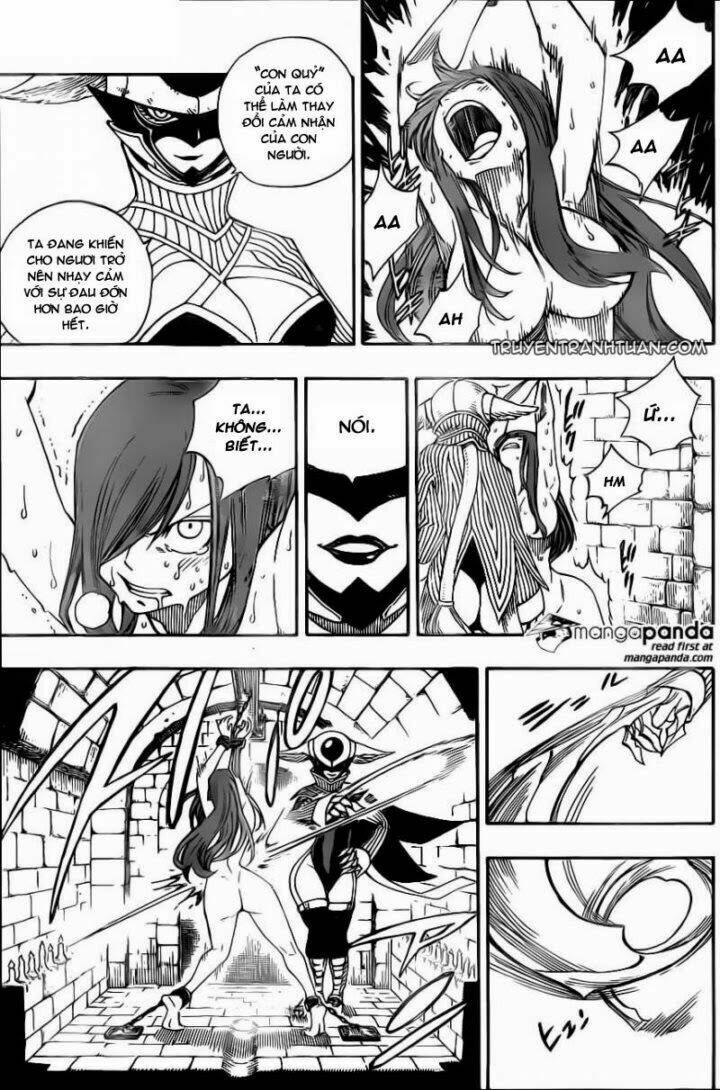 AA
AA
AA
AH
TRUYENTRANHTUAN.COM
"CON QUỶ"
CỦA TA CÓ
THỂ LÀM THAY
ĐỔI CẢM NHẬN
CỦA CON
NGƯỜI.
TA ĐANG KHIẾN
CHO NGƯƠI TRỞ
NÊN NHẠY CẢM
VỚI SỰ ĐAU ĐỚN
HƠN BAO GIỜ
HẾT.
Ứ...
HM
NÓI.
TA...
KHÔNG...
BIẾT...
mangapanda
read first at
mangapanda.com